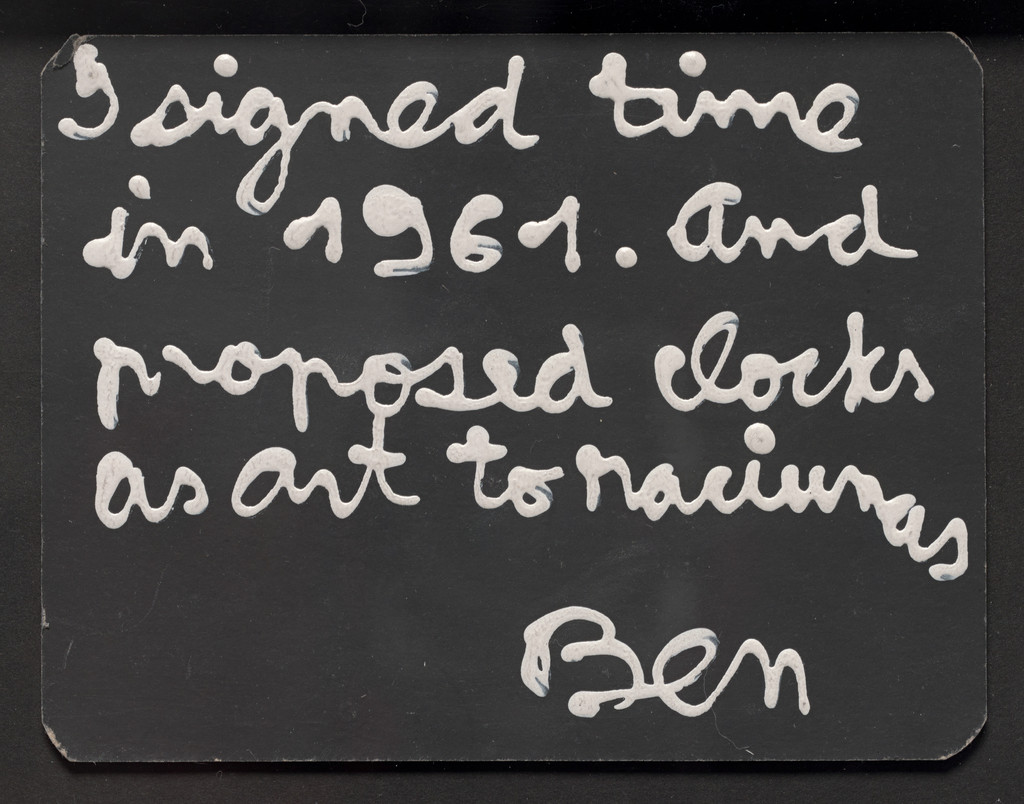 I signed time
in 1961. And
proposed clocks
as art to maciunas
Ben